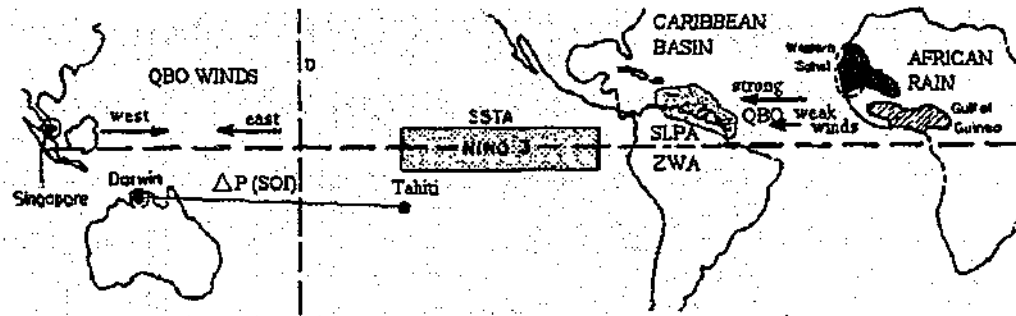 CARIBBEAN
BASIN
Western
Sahel
AFRICAN
RAIN
QBO WINDS
D
strong
Gulf of
Guinea
west
east
SSTA
QBO
weak
winds
NINO 3
SLPA
ZWA
Singapore
Darwin
ΔP (SOI)
Tahiti